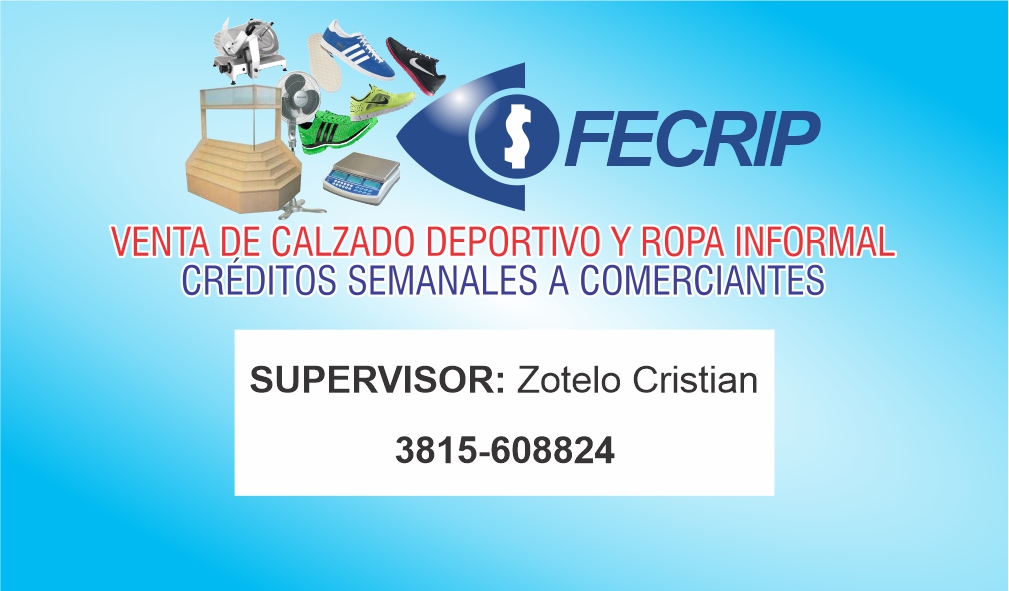 $ FECRIP
VENTA DE CALZADO DEPORTIVO Y ROPA INFORMAL
CRÉDITOS SEMANALES A COMERCIANTES
SUPERVISOR: Zotelo Cristian
3815-608824